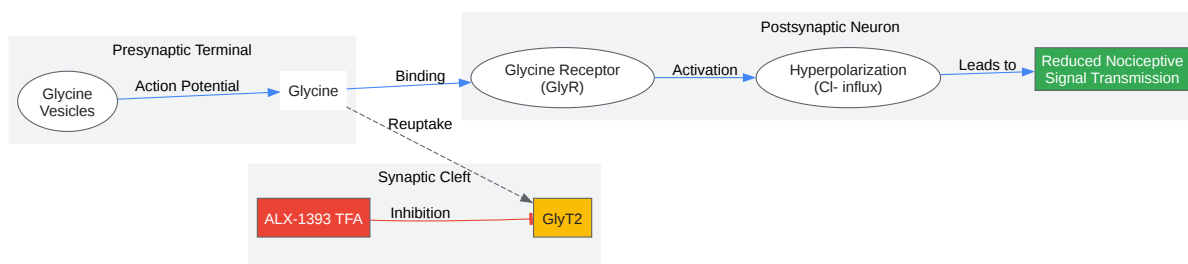 Presynaptic Terminal
Glycine
Vesicles
Action Potential
Glycine
Binding
Reuptake
Postsynaptic Neuron
Glycine Receptor
(GlyR)
Activation
Hyperpolarization
(Cl- influx)
Leads to
Reduced Nociceptive
Signal Transmission
Synaptic Cleft
ALX-1393 TFA
Inhibition
GlyT2